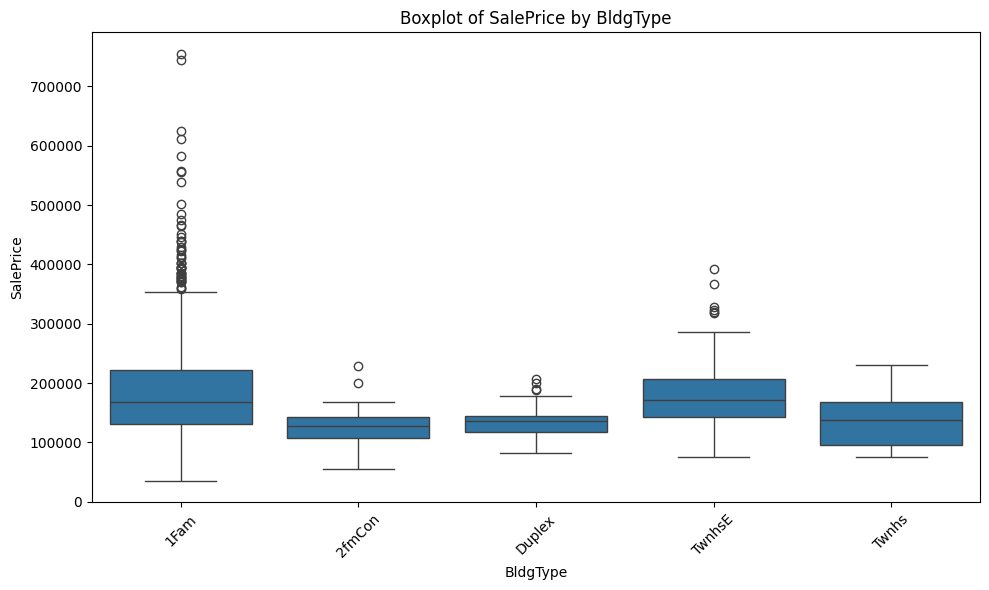 Boxplot of SalePrice by BldgType
SalePrice
700000
600000
500000
400000
300000
200000
100000
0
1Fam
2fmCon
Duplex
TwnhsE
Twnhs
BldgType